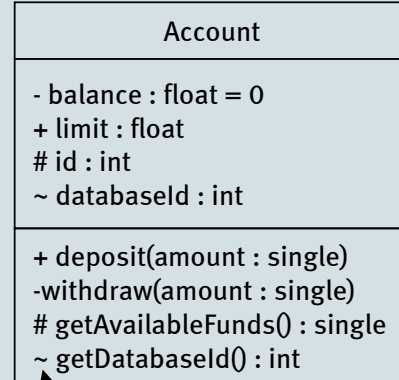 Account
- balance : float = 0
+ limit : float
# id : int
~ databaseId : int
+ deposit(amount : single)
-withdraw(amount : single)
# getAvailableFunds() : single
~ getDatabaseId() : int